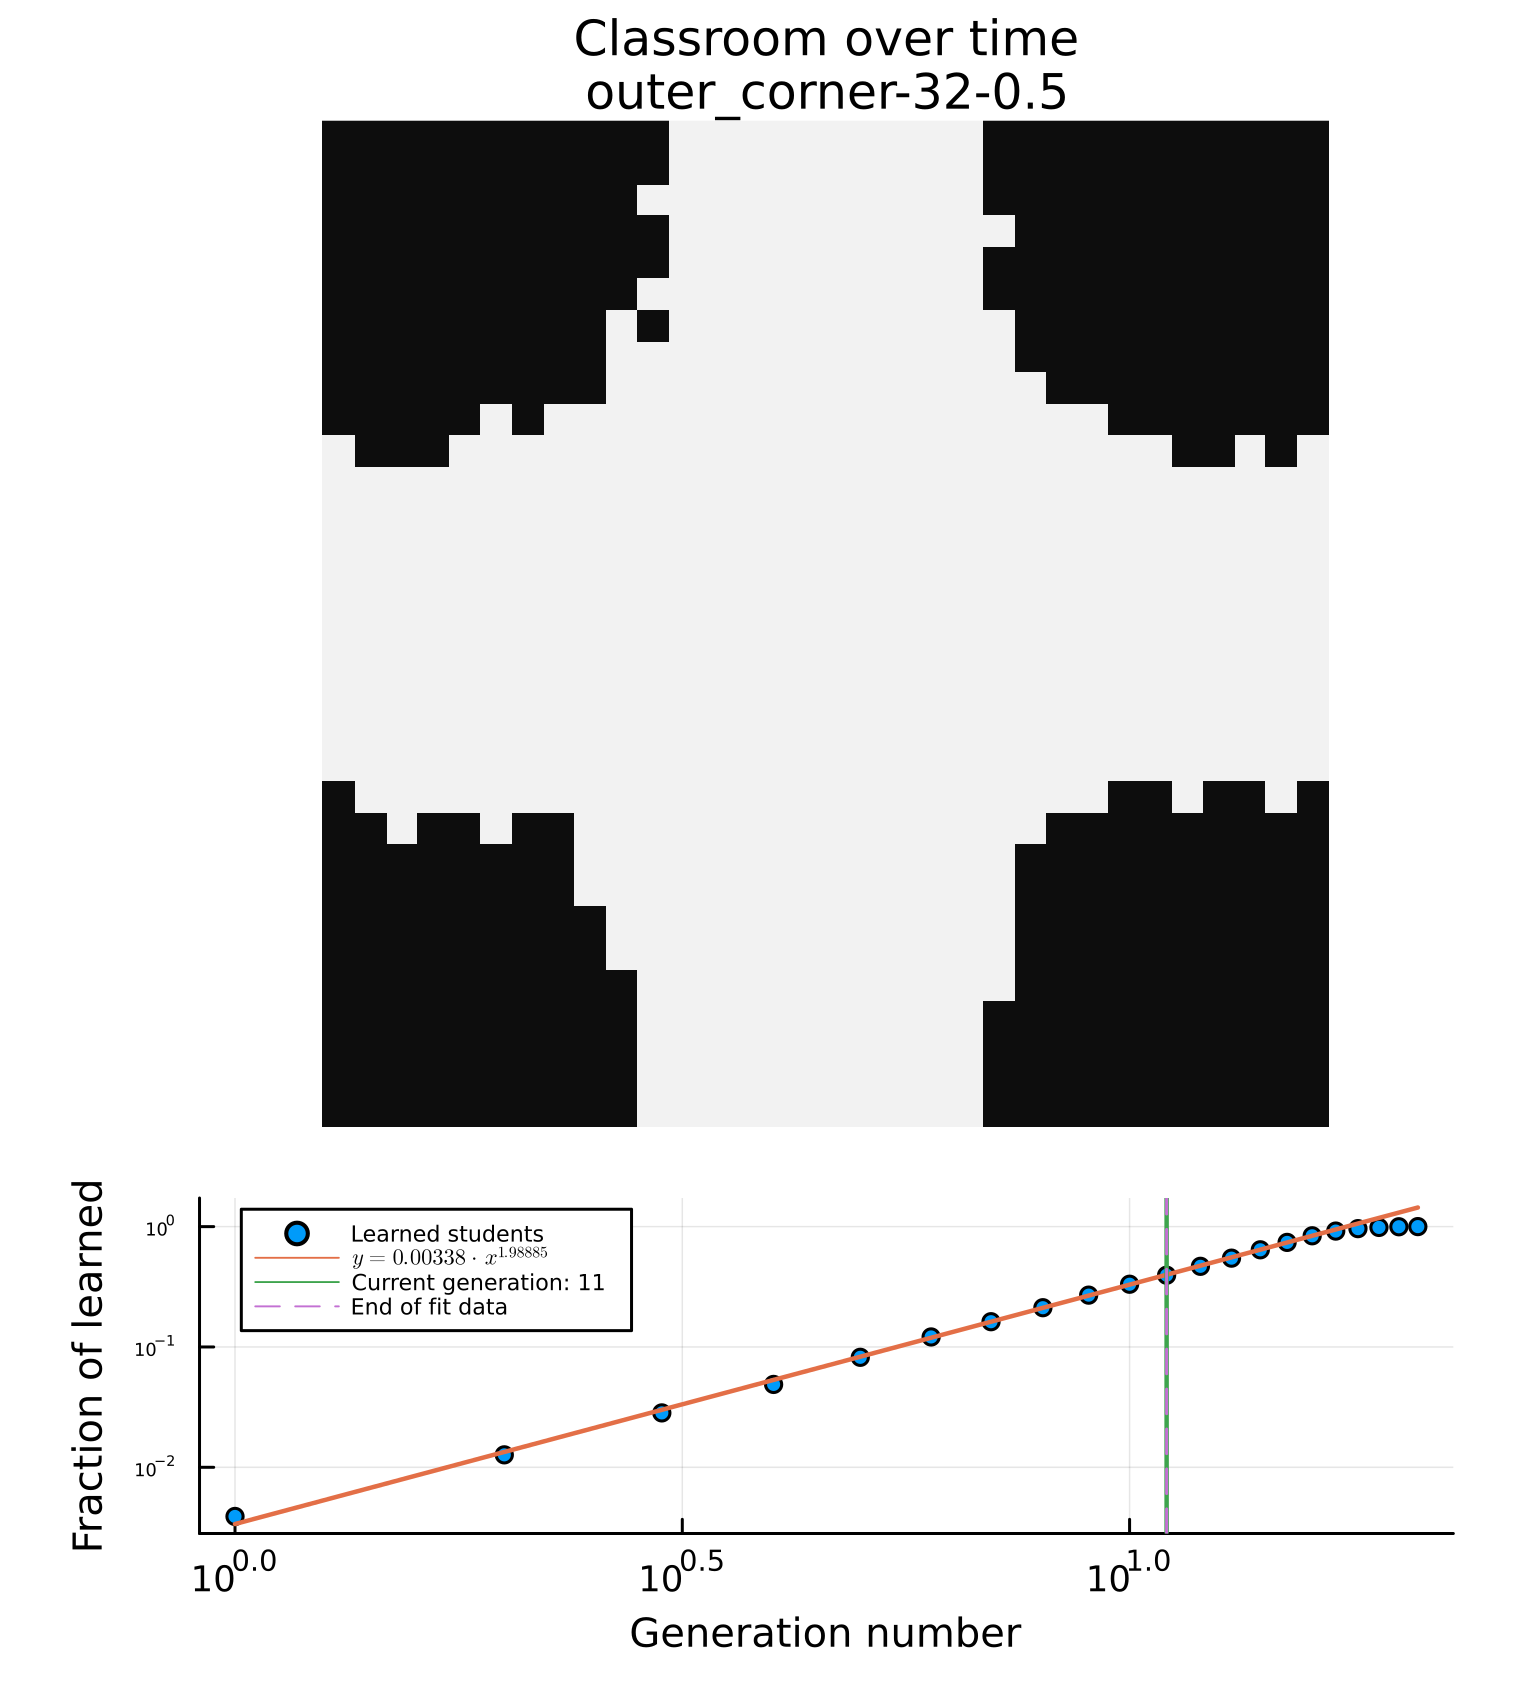 Classroom over time
outer_corner-32-0.5
Fraction of learned
10^0
10^−1
10^−2
Learned students
y = 0.00338 · x^1.98885
Current generation: 11
End of fit data
10^0.0 10^0.5 10^1.0
Generation number